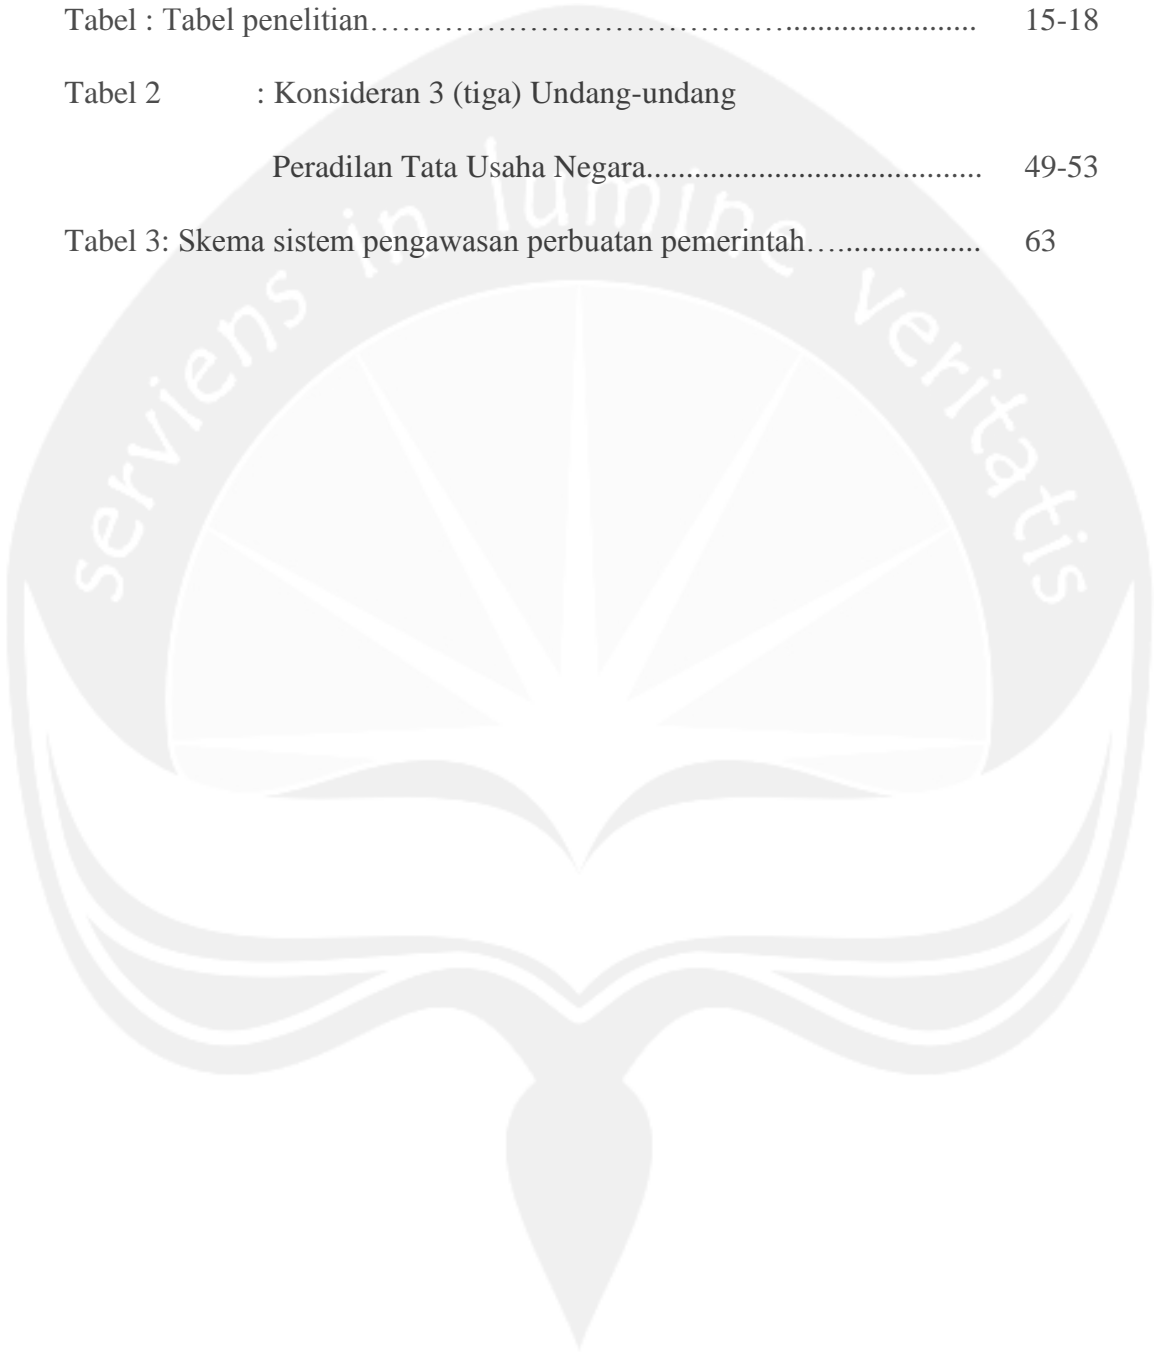 Tabel : Tabel penelitian…………………………………....................... 15-18
Tabel 2 : Konsideran 3 (tiga) Undang-undang
Peradilan Tata Usaha Negara........................................ 49-53
Tabel 3: Skema sistem pengawasan perbuatan pemerintah…................. 63
serviens in lumine veritatis